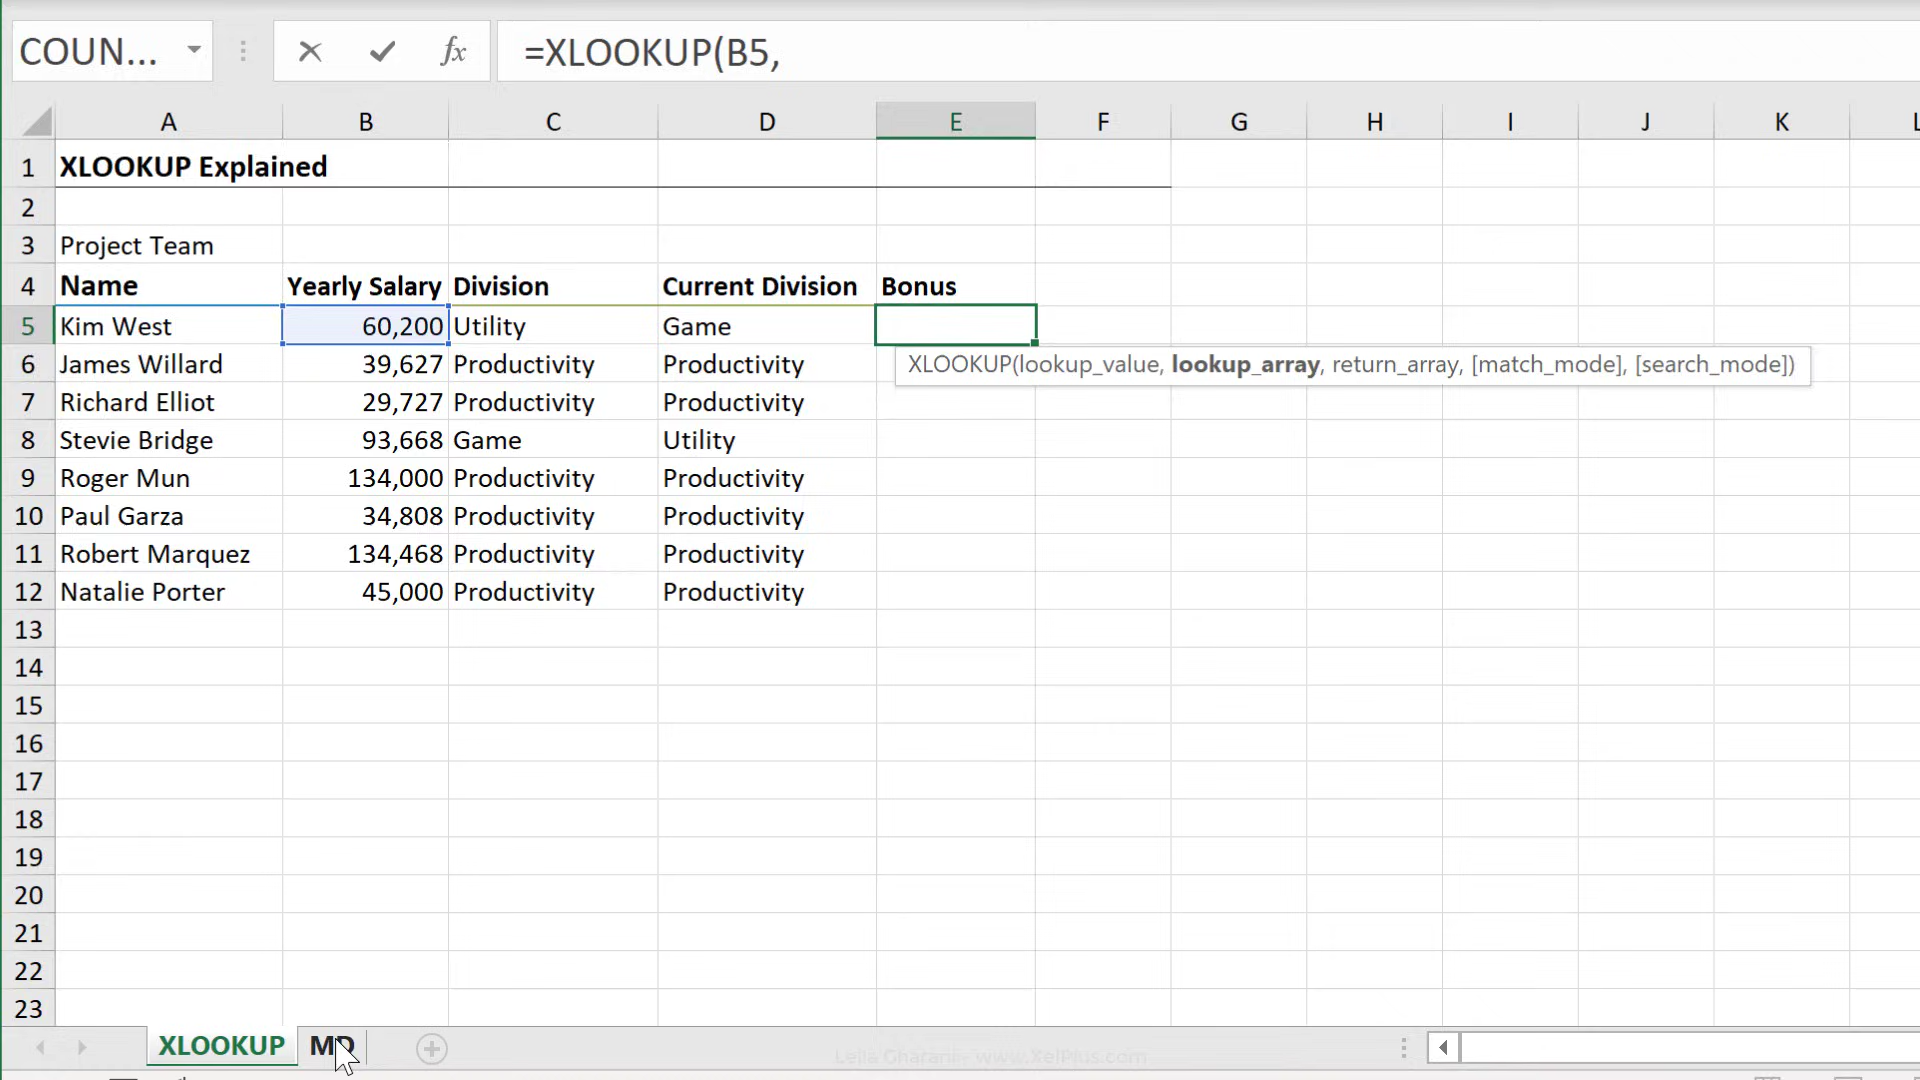 COUN... fx =XLOOKUP(B5,
A B C D E F G H I J K L
1 XLOOKUP Explained
2
3 Project Team
4 Name Yearly Salary Division Current Division Bonus
5 Kim West 60,200 Utility Game
6 James Willard 39,627 Productivity Productivity XLOOKUP(lookup_value, lookup_array, return_array, [match_mode], [search_mode])
7 Richard Elliot 29,727 Productivity Productivity
8 Stevie Bridge 93,668 Game Utility
9 Roger Mun 134,000 Productivity Productivity
10 Paul Garza 34,808 Productivity Productivity
11 Robert Marquez 134,468 Productivity Productivity
12 Natalie Porter 45,000 Productivity Productivity
13
14
15
16
17
18
19
20
21
22
23
XLOOKUP MD Leila Gharani - www.XelPlus.com